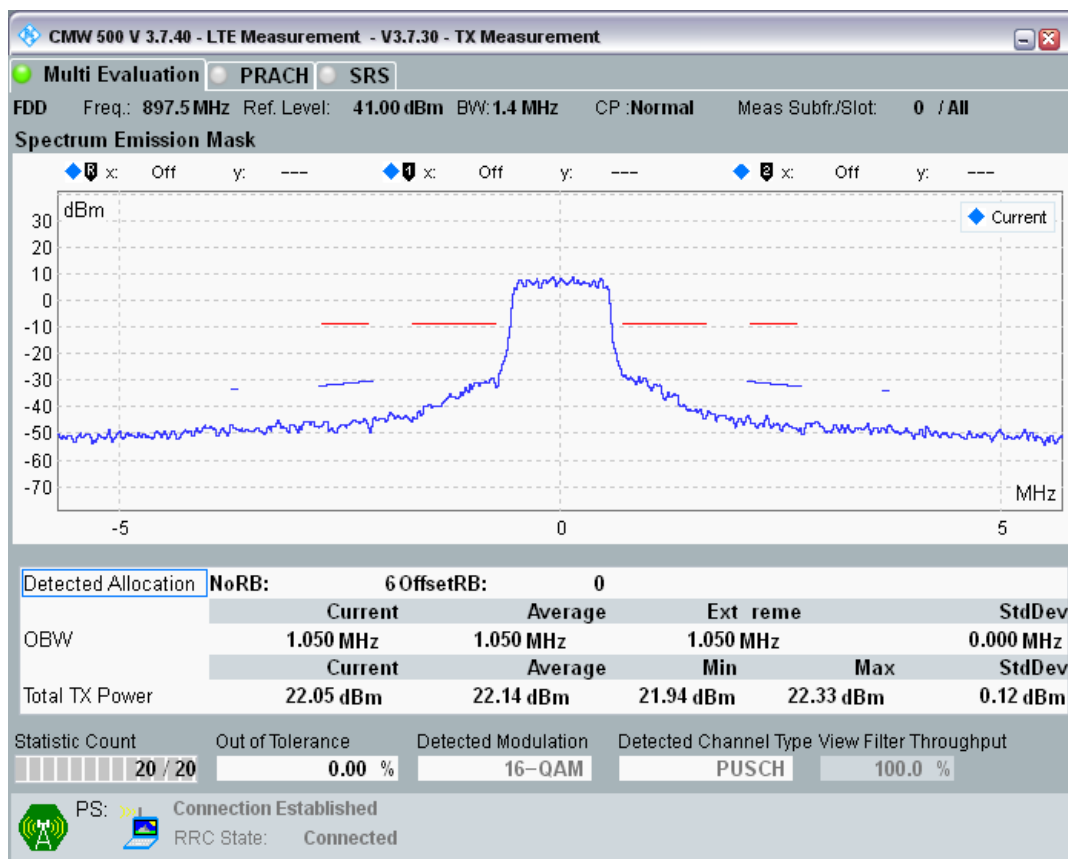 CMW 500 V 3.7.40 - LTE Measurement - V3.7.30 - TX Measurement
Multi Evaluation PRACH SRS
FDD Freq.: 897.5 MHz Ref. Level: 41.00 dBm BW: 1.4 MHz CP :Normal Meas Subfr./Slot: 0 / All
Spectrum Emission Mask
R x: Off y: --- 1 x: Off y: --- 2 x: Off y: ---
dBm
Current
30
20
10
0
-10
-20
-30
-40
-50
-60
-70
MHz
-5 0 5
Detected Allocation NoRB: 6 OffsetRB: 0
Current Average Ext reme StdDev
OBW 1.050 MHz 1.050 MHz 1.050 MHz 0.000 MHz
Current Average Min Max StdDev
Total TX Power 22.05 dBm 22.14 dBm 21.94 dBm 22.33 dBm 0.12 dBm
Statistic Count Out of Tolerance Detected Modulation Detected Channel Type View Filter Throughput
20 / 20 0.00 % 16-QAM PUSCH 100.0 %
PS: Connection Established
RRC State: Connected